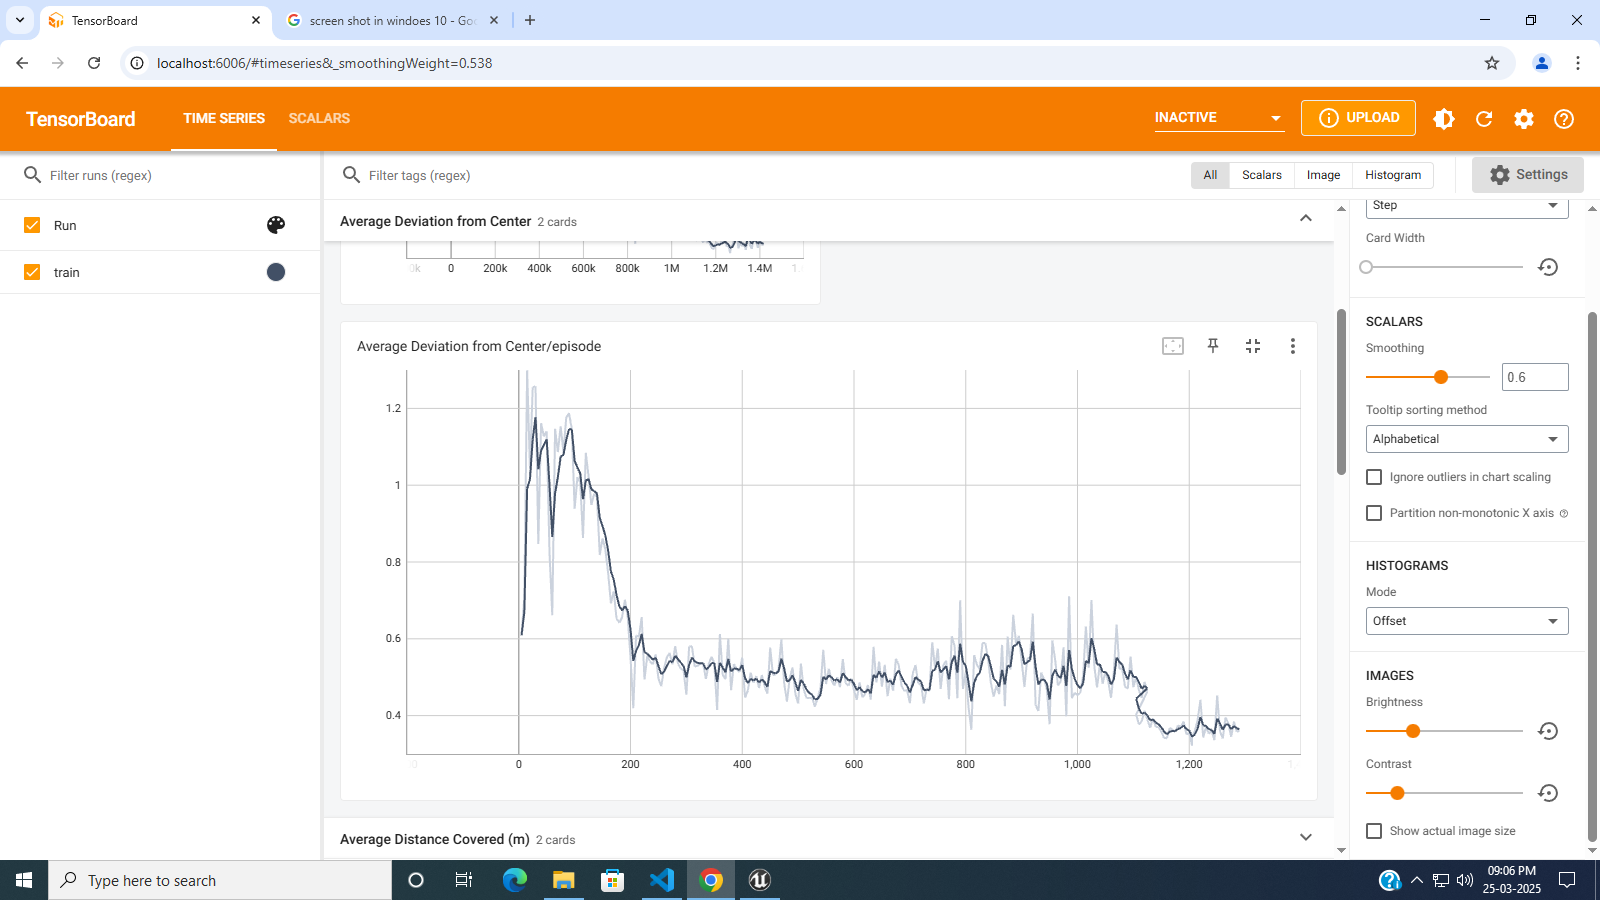 TensorBoard
screen shot in windoes 10 - Goo
localhost:6006/#timeseries&_smoothingWeight=0.538
TensorBoard
TIME SERIES
SCALARS
INACTIVE
UPLOAD
Filter runs (regex)
Filter tags (regex)
All
Scalars
Image
Histogram
Settings
Run
train
Average Deviation from Center 2 cards
0k 0 200k 400k 600k 800k 1M 1.2M 1.4M
Average Deviation from Center/episode
1.2
1
0.8
0.6
0.4
0 200 400 600 800 1,000 1,200
Average Distance Covered (m) 2 cards
Step
Card Width
SCALARS
Smoothing
0.6
Tooltip sorting method
Alphabetical
Ignore outliers in chart scaling
Partition non-monotonic X axis
HISTOGRAMS
Mode
Offset
IMAGES
Brightness
Contrast
Show actual image size
Type here to search
09:06 PM
25-03-2025